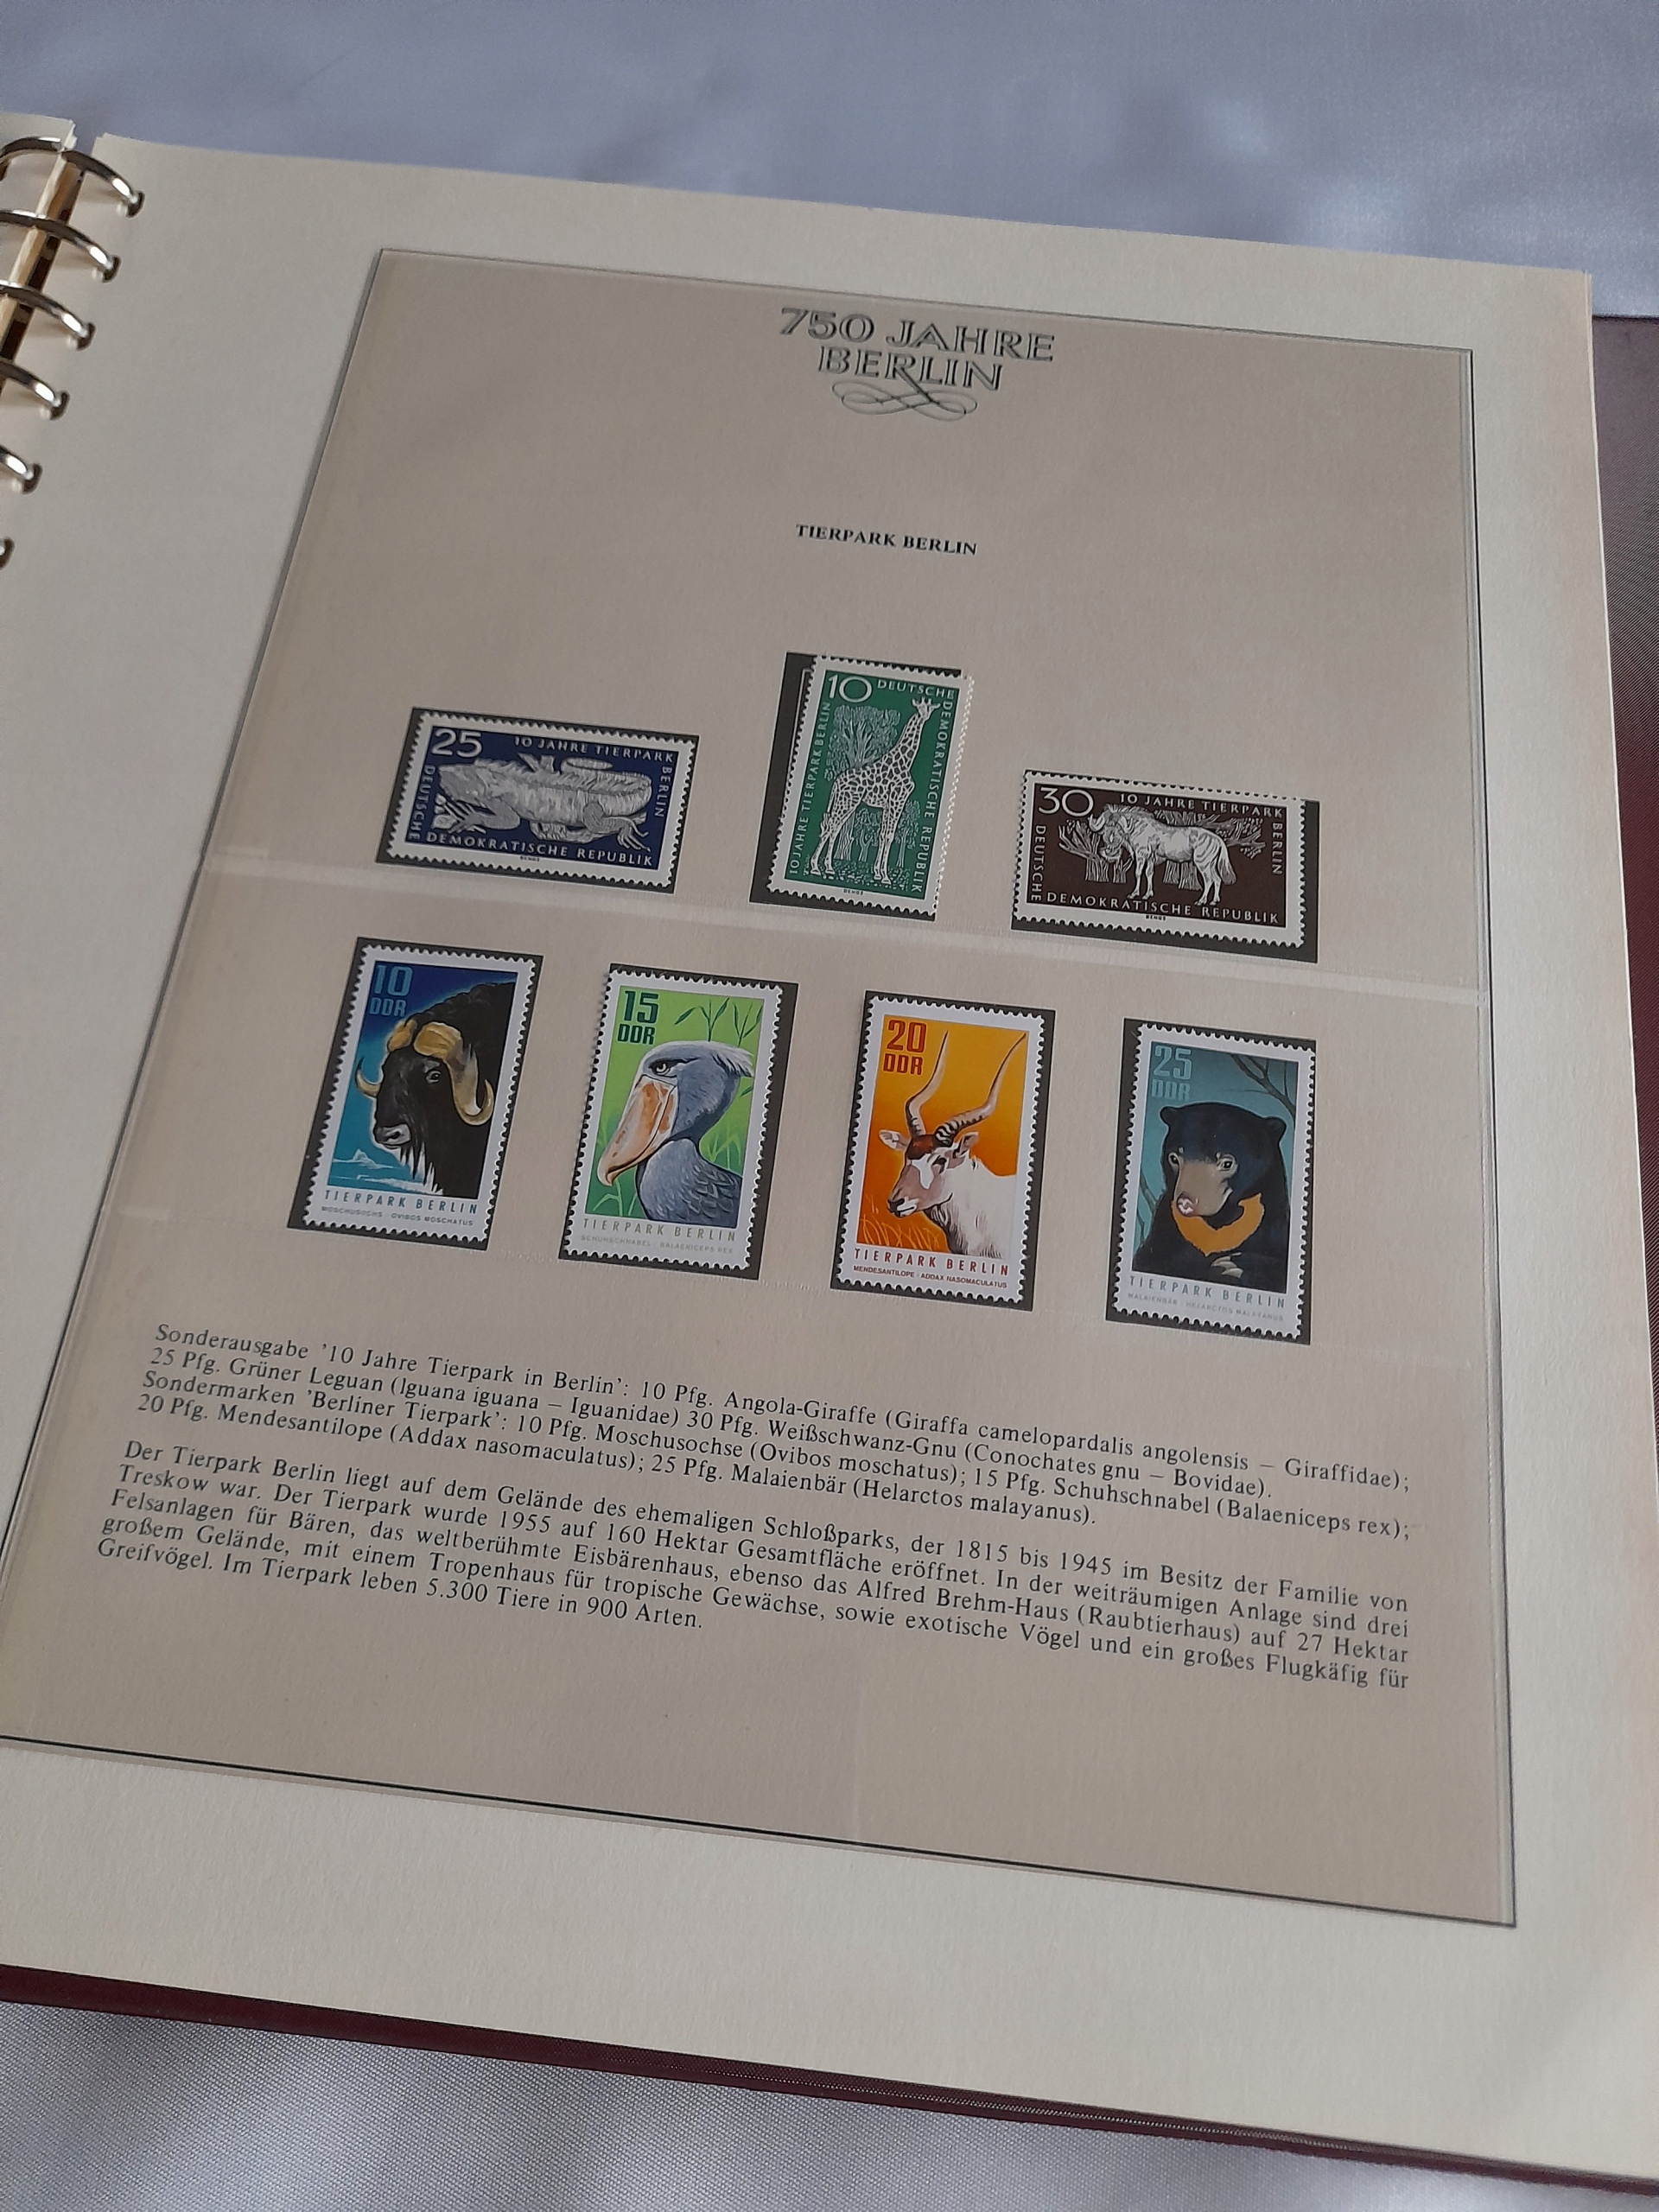 750 JAHRE
BERLIN
TIERPARK BERLIN
25
10 JAHRE TIERPARK
BERLIN
DEUTSCHE
DEMOKRATISCHE REPUBLIK
BENGS
10
DEUTSCHE
DEMOKRATISCHE REPUBLIK
10 JAHRE TIERPARK BERLIN
BENGS
30
10 JAHRE TIERPARK
BERLIN
DEUTSCHE
DEMOKRATISCHE REPUBLIK
BENGS
10
DDR
TIERPARK BERLIN
MOSCHUSOCHS · OVIBOS MOSCHATUS
15
DDR
TIERPARK BERLIN
SCHUHSCHNABEL · BALAENICEPS REX
20
DDR
TIERPARK BERLIN
MENDESANTILOPE · ADDAX NASOMACULATUS
25
DDR
TIERPARK BERLIN
MALAIENBÄR · HELARCTOS MALAYANUS
Sonderausgabe '10 Jahre Tierpark in Berlin': 10 Pfg. Angola-Giraffe (Giraffa camelopardalis angolensis – Giraffidae);
25 Pfg. Grüner Leguan (Iguana iguana – Iguanidae) 30 Pfg. Weißschwanz-Gnu (Conochates gnu – Bovidae).
Sondermarken 'Berliner Tierpark': 10 Pfg. Moschusochse (Ovibos moschatus); 15 Pfg. Schuhschnabel (Balaeniceps rex);
20 Pfg. Mendesantilope (Addax nasomaculatus); 25 Pfg. Malaienbär (Helarctos malayanus).
Der Tierpark Berlin liegt auf dem Gelände des ehemaligen Schloßparks, der 1815 bis 1945 im Besitz der Familie von
Treskow war. Der Tierpark wurde 1955 auf 160 Hektar Gesamtfläche eröffnet. In der weiträumigen Anlage sind drei
Felsanlagen für Bären, das weltberühmte Eisbärenhaus, ebenso das Alfred Brehm-Haus (Raubtierhaus) auf 27 Hektar
großem Gelände, mit einem Tropenhaus für tropische Gewächse, sowie exotische Vögel und ein großes Flugkäfig für
Greifvögel. Im Tierpark leben 5.300 Tiere in 900 Arten.